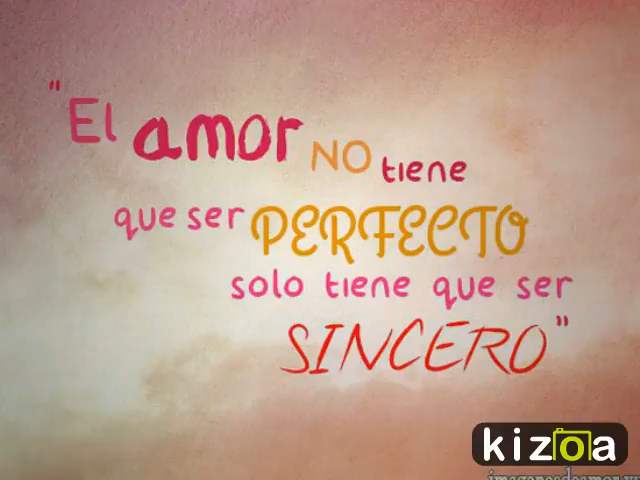 "El amor NO tiene
que ser PERFECTO
solo tiene que ser
SINCERO"
kizoa